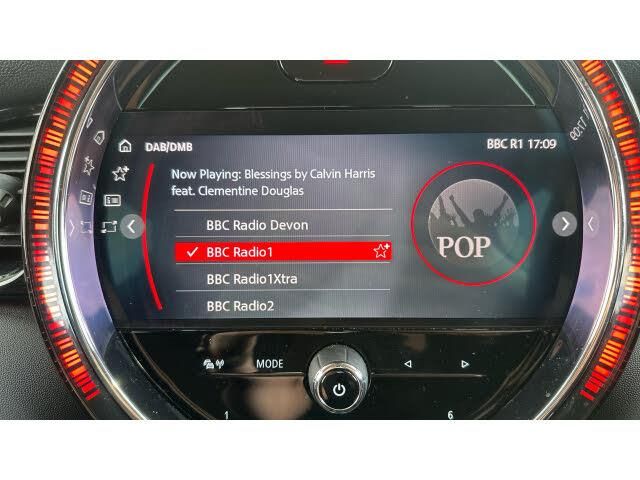 DAB/DMB
BBC R1 17:09
Now Playing: Blessings by Calvin Harris
feat. Clementine Douglas
BBC Radio Devon
BBC Radio1
BBC Radio1Xtra
BBC Radio2
POP
MODE
1
6